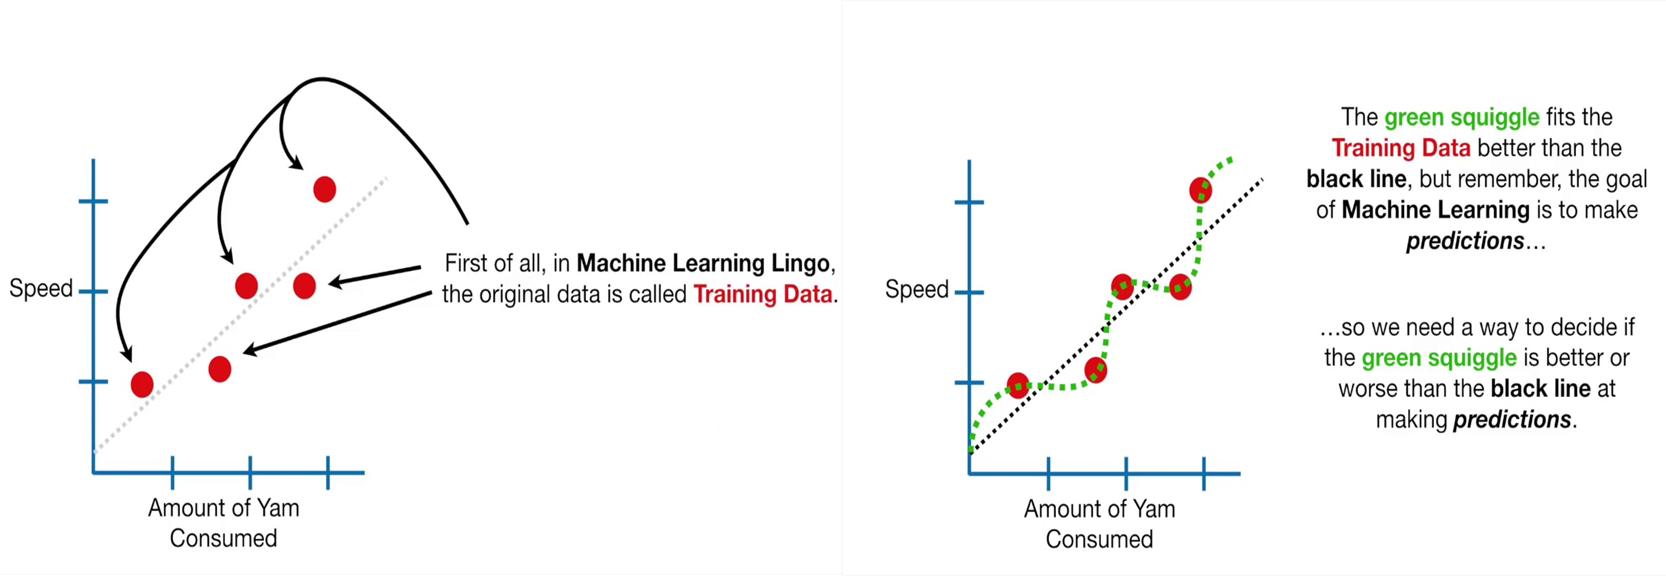 First of all, in Machine Learning Lingo,
the original data is called Training Data.
Speed
Amount of Yam
Consumed
The green squiggle fits the
Training Data better than the
black line, but remember, the goal
of Machine Learning is to make
predictions...
...so we need a way to decide if
the green squiggle is better or
worse than the black line at
making predictions.
Speed
Amount of Yam
Consumed